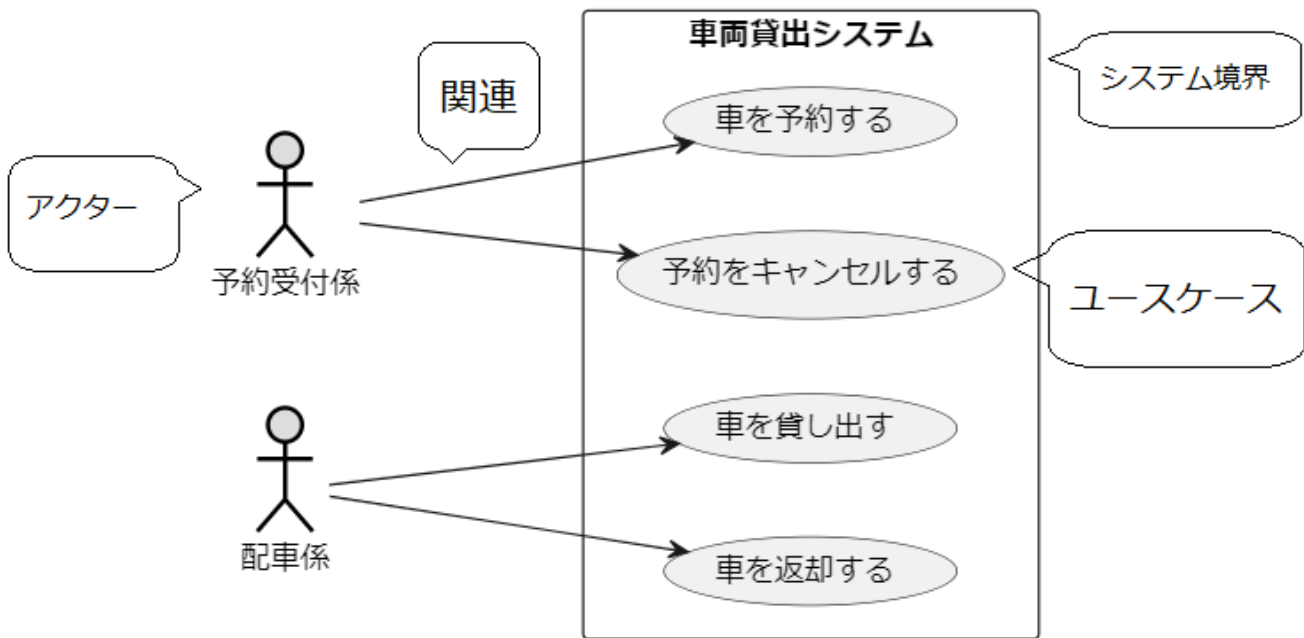 車両貸出システム
システム境界
関連
車を予約する
アクター
予約受付係
予約をキャンセルする
ユースケース
車を貸し出す
配車係
車を返却する